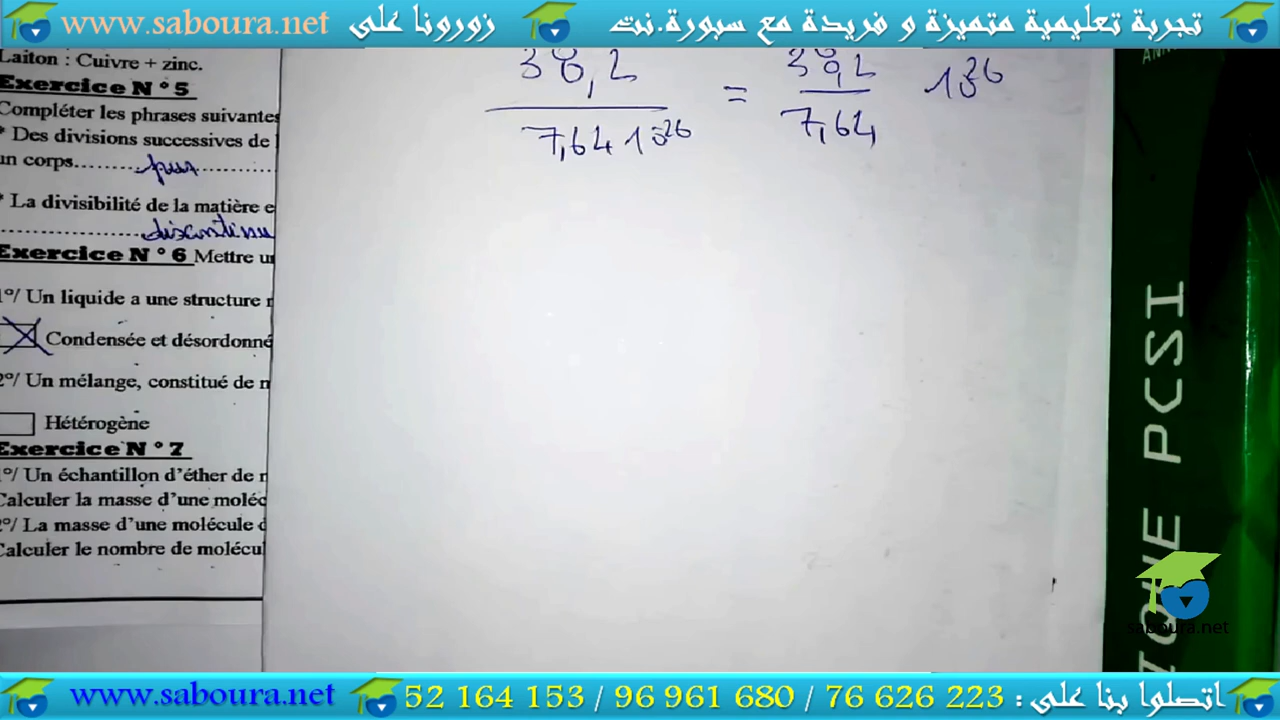 www.saboura.net زورونا على تجربة تعليمية متميزة و فريدة مع سبورة.نت
Laiton : Cuivre + zinc.
Exercice N ° 5
Compléter les phrases suivantes
* Des divisions successives de
un corps.......pur.......
* La divisibilité de la matière e
.......discontinu
Exercice N ° 6 Mettre u
1°/ Un liquide a une structure
Condensée et désordonné
2°/ Un mélange, constitué de
Hétérogène
Exercice N ° 7
1°/ Un échantillon d’éther de
Calculer la masse d’une moléc
2°/ La masse d’une molécule d
Calculer le nombre de molécul
38,2 / 7,64 10^26 = 38,2 / 7,64 10^26
PCSI
saboura.net
www.saboura.net 52 164 153 / 96 961 680 / 76 626 223 : اتصلوا بنا على